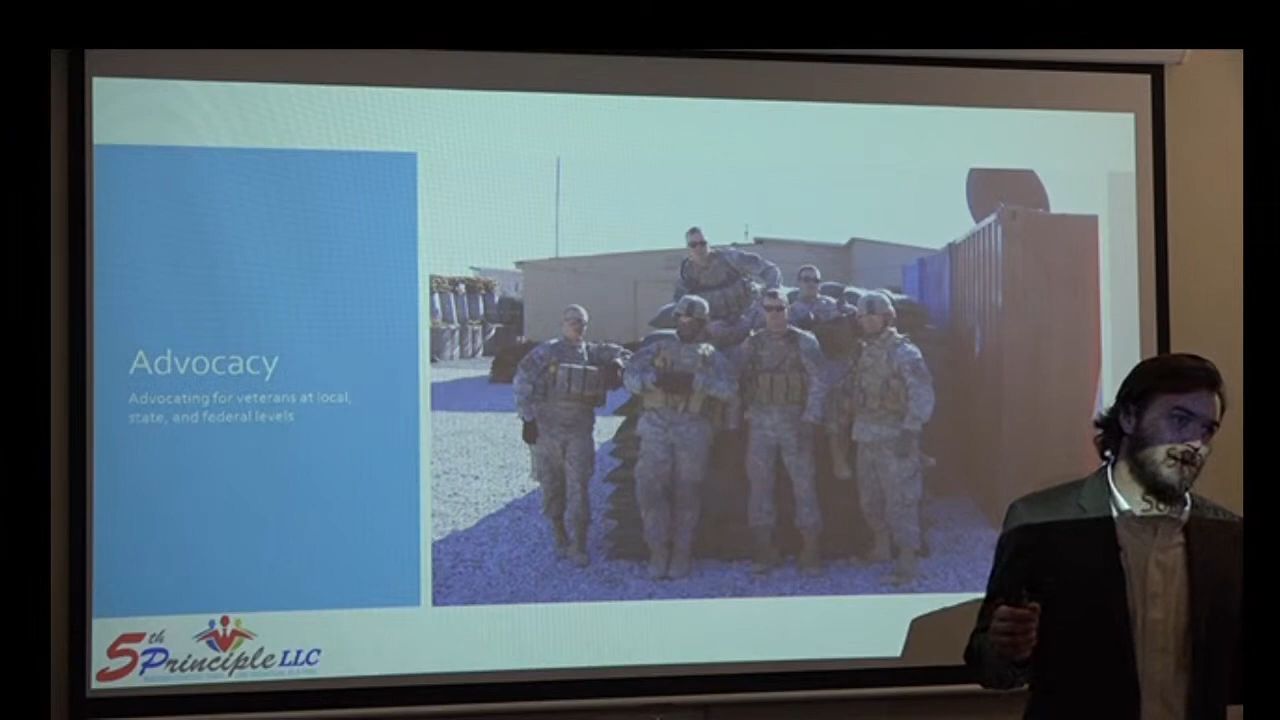 Advocacy
Advocating for veterans at local,
state, and federal levels
5th Principle LLC